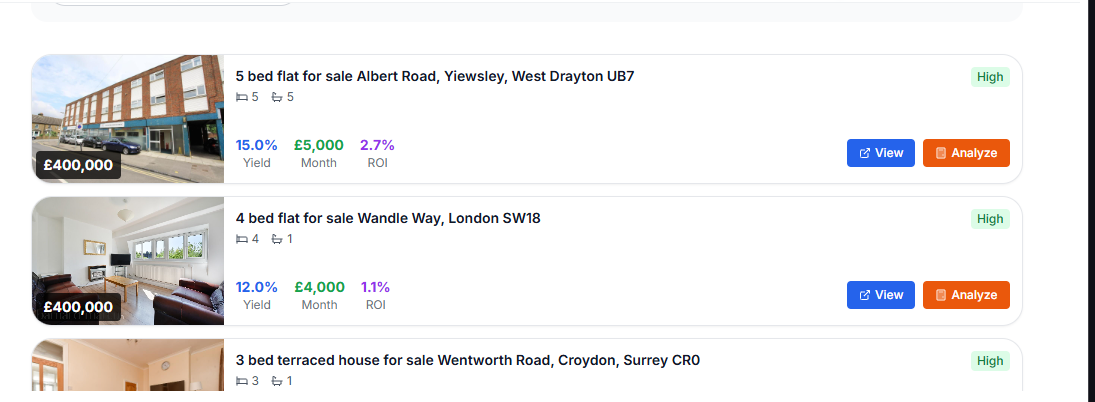 5 bed flat for sale Albert Road, Yiewsley, West Drayton UB7
High
5 5
15.0% £5,000 2.7%
Yield Month ROI
£400,000
View Analyze
4 bed flat for sale Wandle Way, London SW18
High
4 1
12.0% £4,000 1.1%
Yield Month ROI
£400,000
View Analyze
3 bed terraced house for sale Wentworth Road, Croydon, Surrey CR0
High
3 1